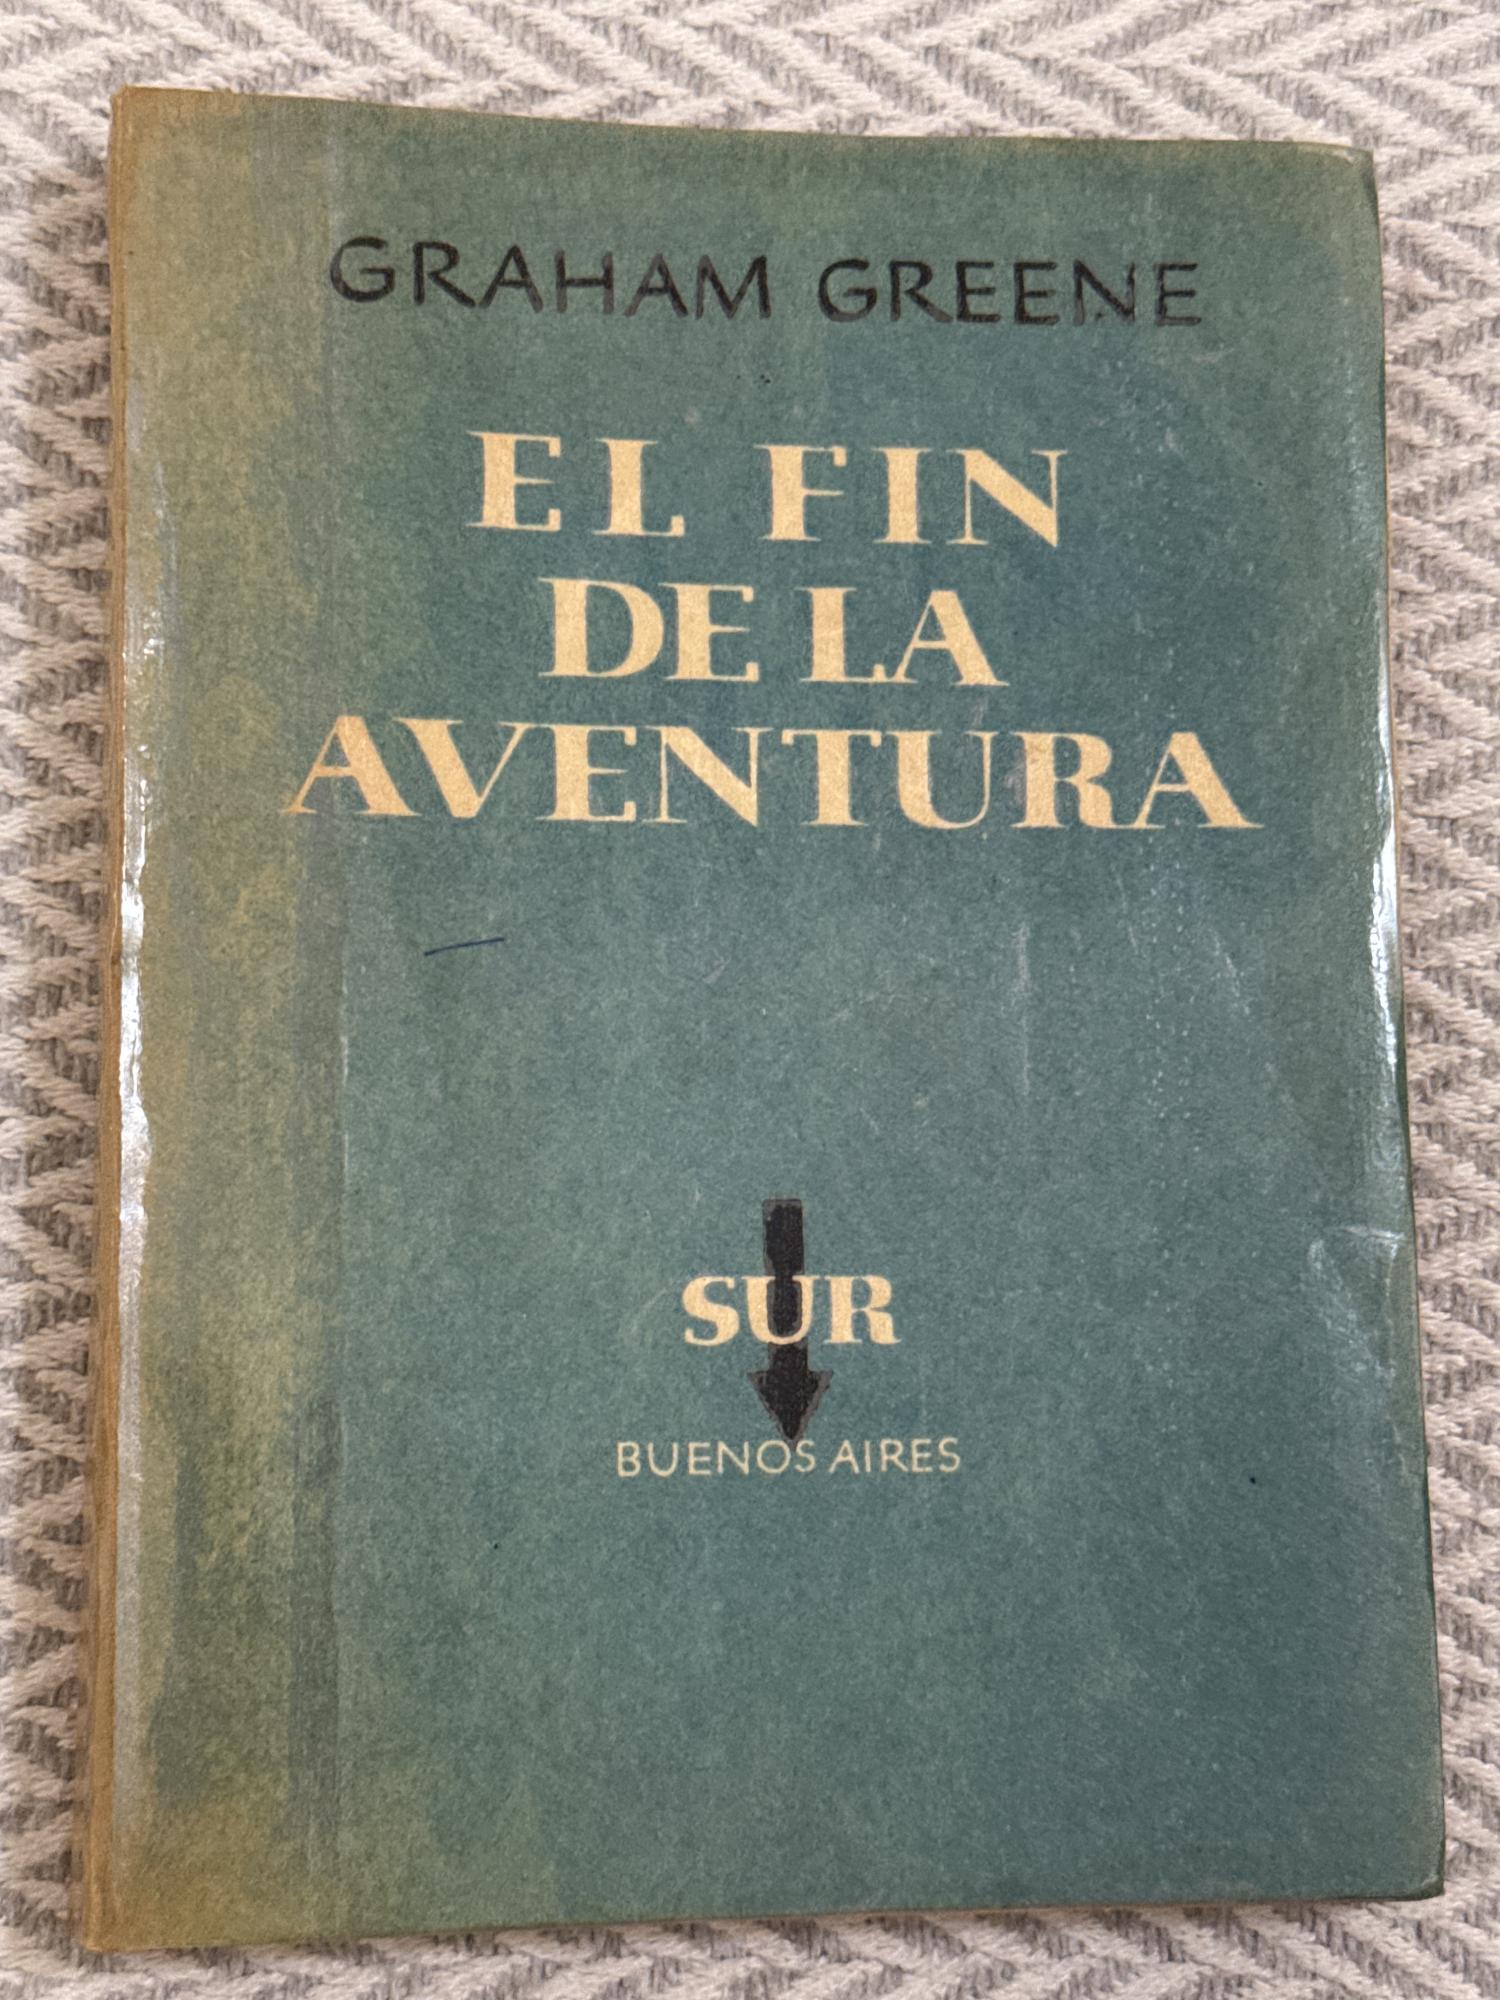 GRAHAM GREENE
EL FIN
DE LA
AVENTURA
SUR
BUENOS AIRES